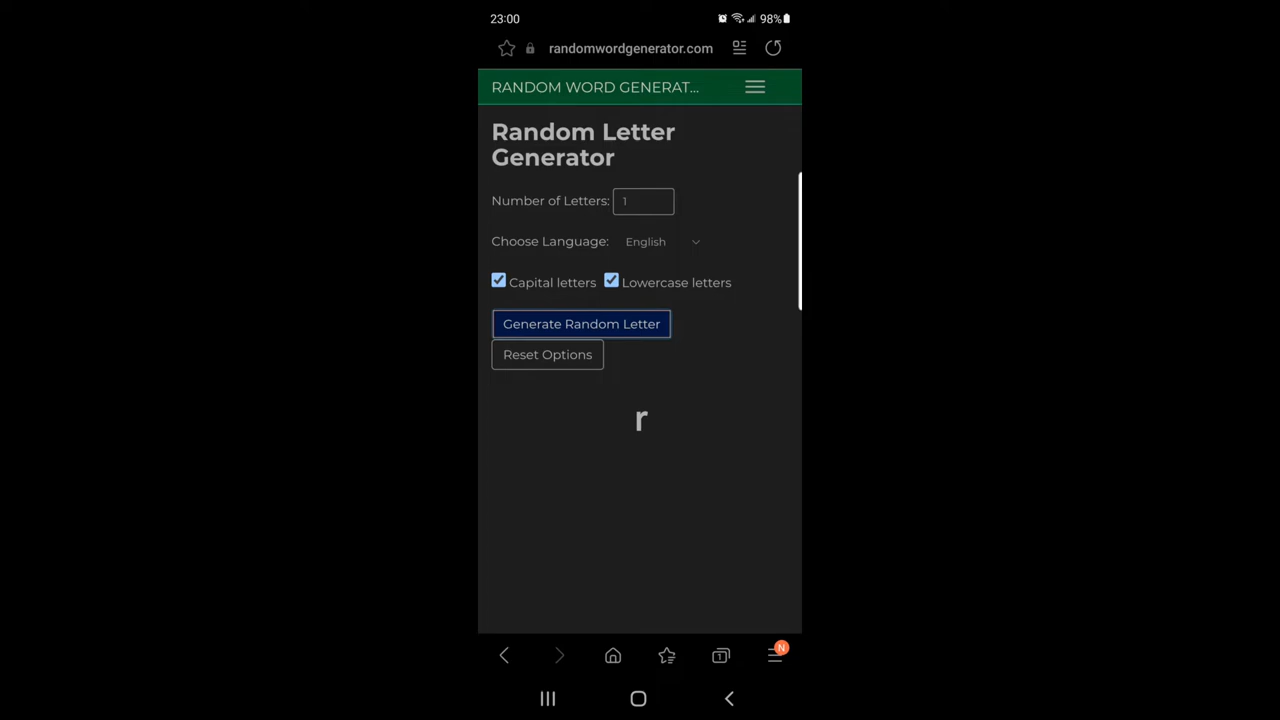 23:00 98%
randomwordgenerator.com
RANDOM WORD GENERAT...
Random Letter
Generator
Number of Letters: 1
Choose Language: English
Capital letters Lowercase letters
Generate Random Letter
Reset Options
r
1 N